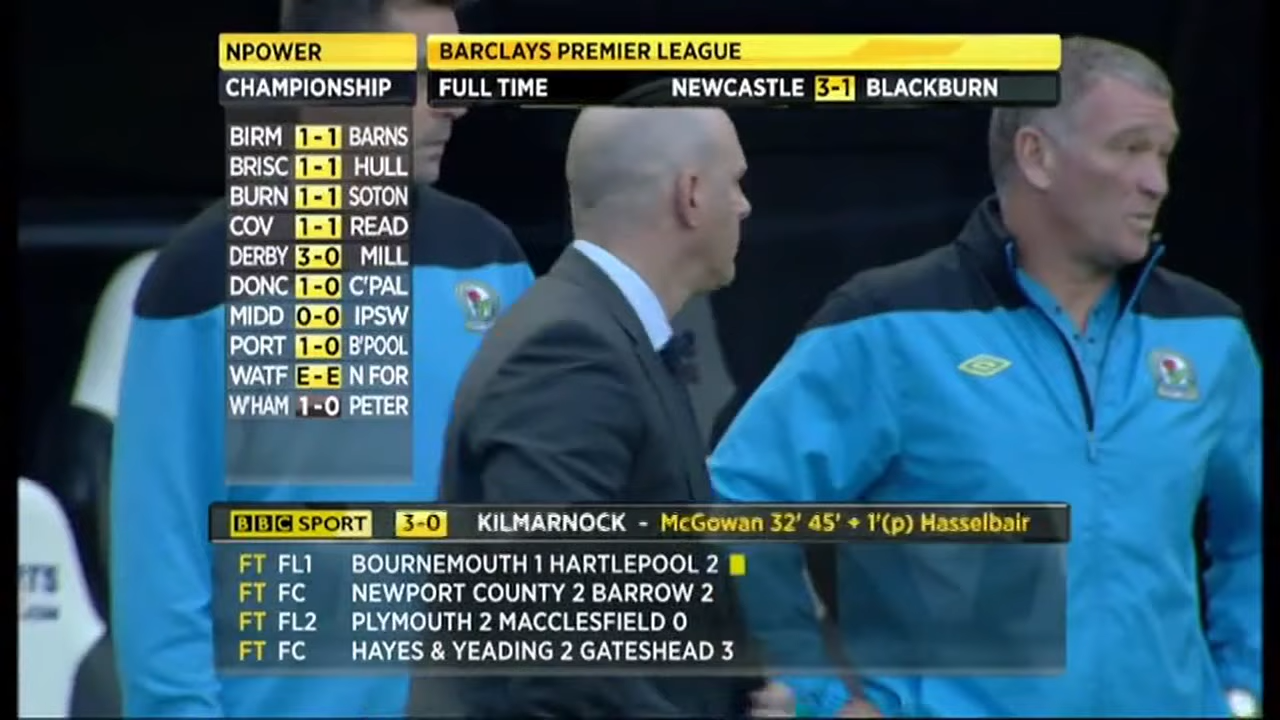 NPOWER
CHAMPIONSHIP
BIRM 1-1 BARNS
BRISC 1-1 HULL
BURN 1-1 SOTON
COV 1-1 READ
DERBY 3-0 MILL
DONC 1-0 C'PAL
MIDD 0-0 IPSW
PORT 1-0 B'POOL
WATF E-E N FOR
W'HAM 1-0 PETER
BARCLAYS PREMIER LEAGUE
FULL TIME NEWCASTLE 3-1 BLACKBURN
BBC SPORT 3-0 KILMARNOCK - McGowan 32' 45' + 1'(p) Hasselbair
FT FL1 BOURNEMOUTH 1 HARTLEPOOL 2
FT FC NEWPORT COUNTY 2 BARROW 2
FT FL2 PLYMOUTH 2 MACCLESFIELD 0
FT FC HAYES & YEADING 2 GATESHEAD 3